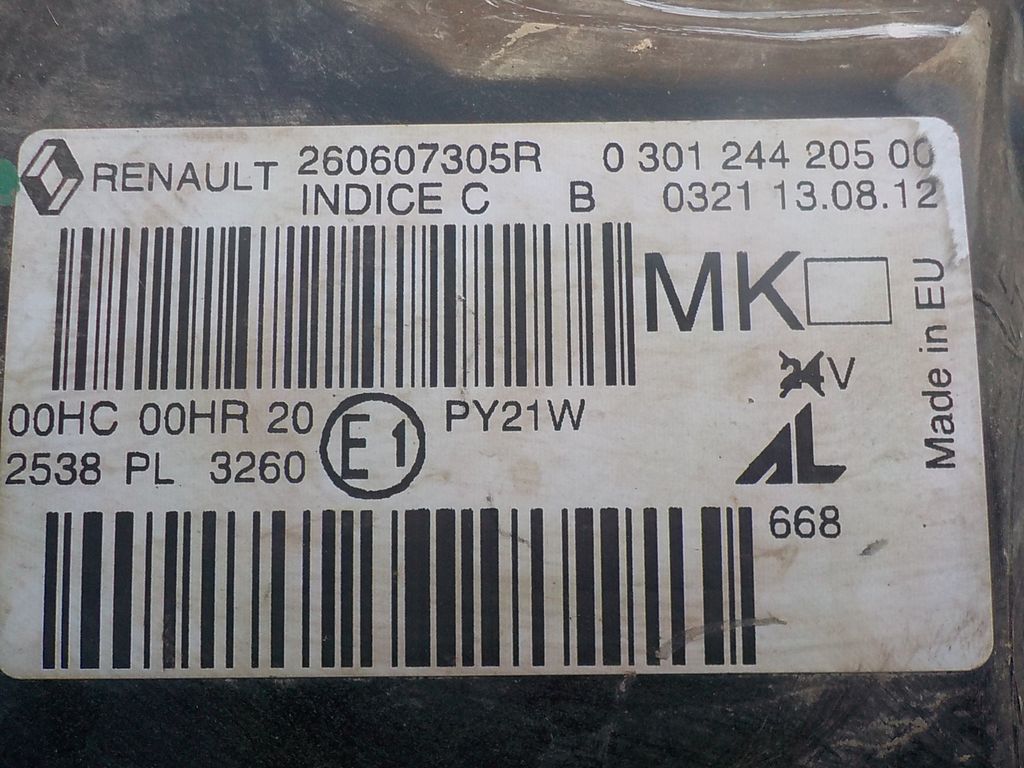 RENAULT 260607305R 0 301 244 205 00
INDICE C B 0321 13.08.12
MK
24V
Made in EU
00HC 00HR 20 E1 PY21W
2538 PL 3260
AL
668